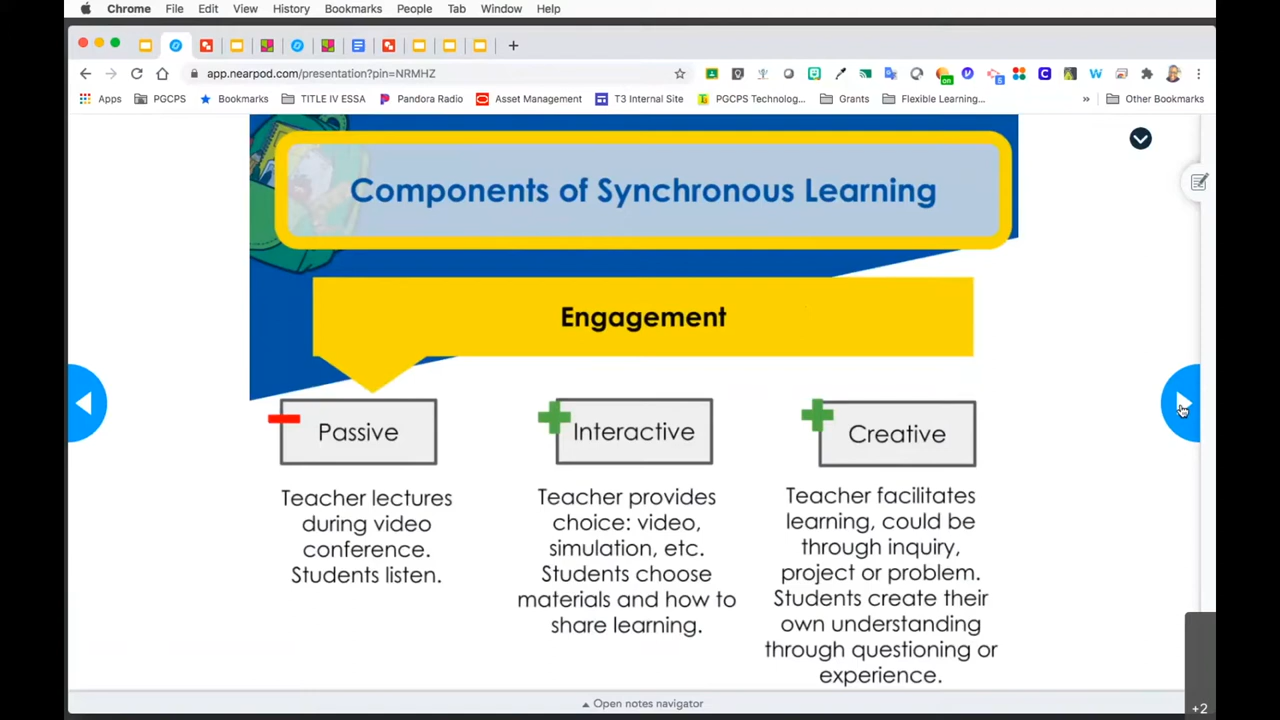 Chrome File Edit View History Bookmarks People Tab Window Help
app.nearpod.com/presentation?pin=NRMHZ
on 5
Apps PGCPS Bookmarks TITLE IV ESSA Pandora Radio Asset Management T3 Internal Site PGCPS Technolog... Grants Flexible Learning... » Other Bookmarks
Components of Synchronous Learning
Engagement
Passive
Interactive
Creative
Teacher lectures
during video
conference.
Students listen.
Teacher provides
choice: video,
simulation, etc.
Students choose
materials and how to
share learning.
Teacher facilitates
learning, could be
through inquiry,
project or problem.
Students create their
own understanding
through questioning or
experience.
Open notes navigator
+2